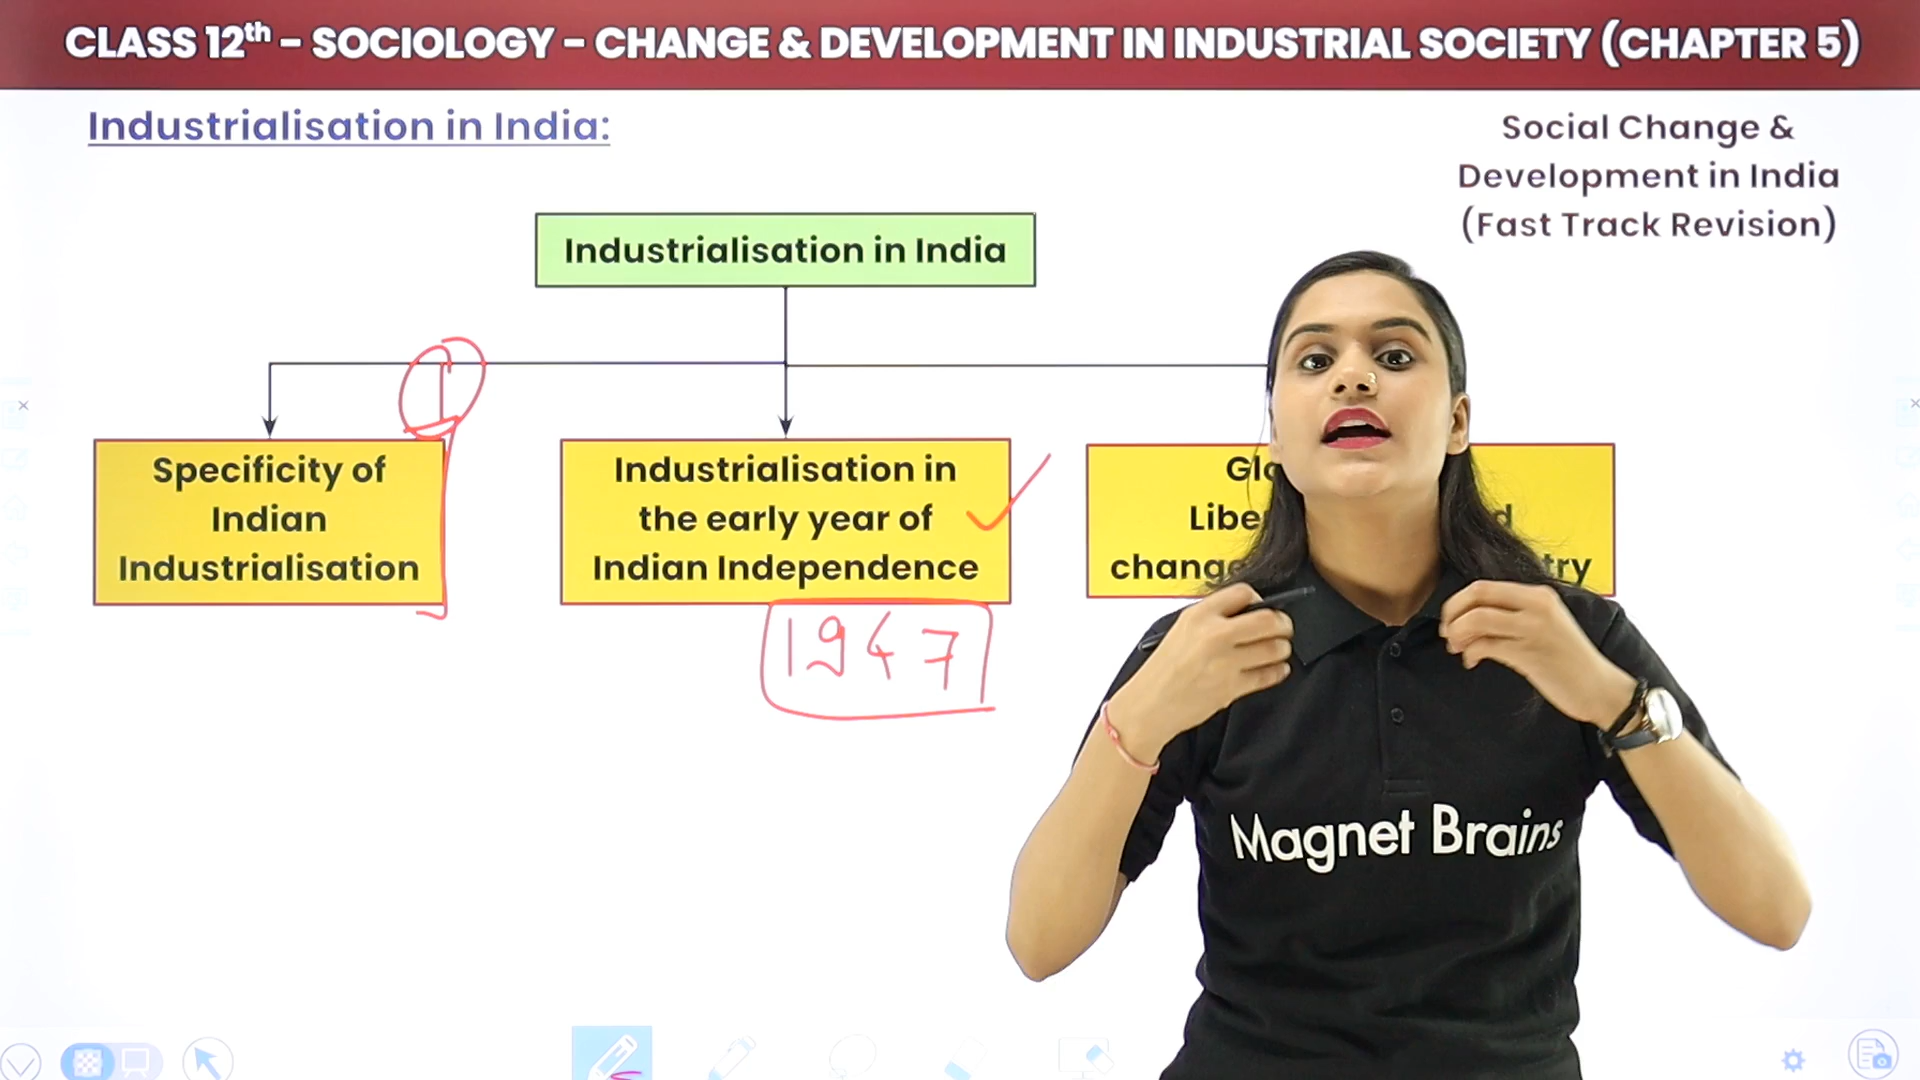 CLASS 12th - SOCIOLOGY - CHANGE & DEVELOPMENT IN INDUSTRIAL SOCIETY (CHAPTER 5)
Industrialisation in India:
Social Change &
Development in India
(Fast Track Revision)
Industrialisation in India
1
Specificity of
Indian
Industrialisation
Industrialisation in
the early year of
Indian Independence
1947
change
Magnet Brains